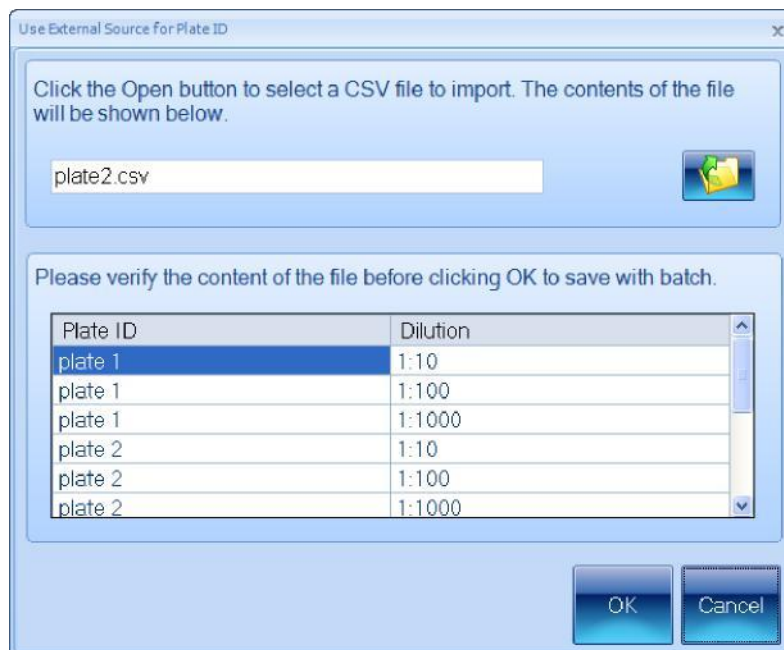 Use External Source for Plate ID
x
Click the Open button to select a CSV file to import. The contents of the file
will be shown below.
plate2.csv
Please verify the content of the file before clicking OK to save with batch.
Plate ID Dilution
plate 1 1:10
plate 1 1:100
plate 1 1:1000
plate 2 1:10
plate 2 1:100
plate 2 1:1000
OK Cancel